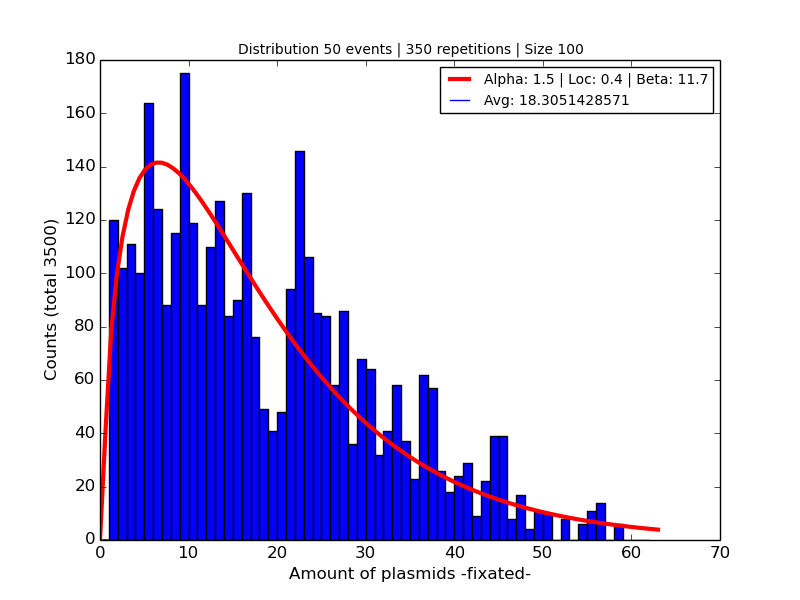 Distribution 50 events | 350 repetitions | Size 100
Alpha: 1.5 | Loc: 0.4 | Beta: 11.7
Avg: 18.3051428571
180
160
140
120
100
80
60
40
20
0
Counts (total 3500)
0 10 20 30 40 50 60 70
Amount of plasmids -fixated-